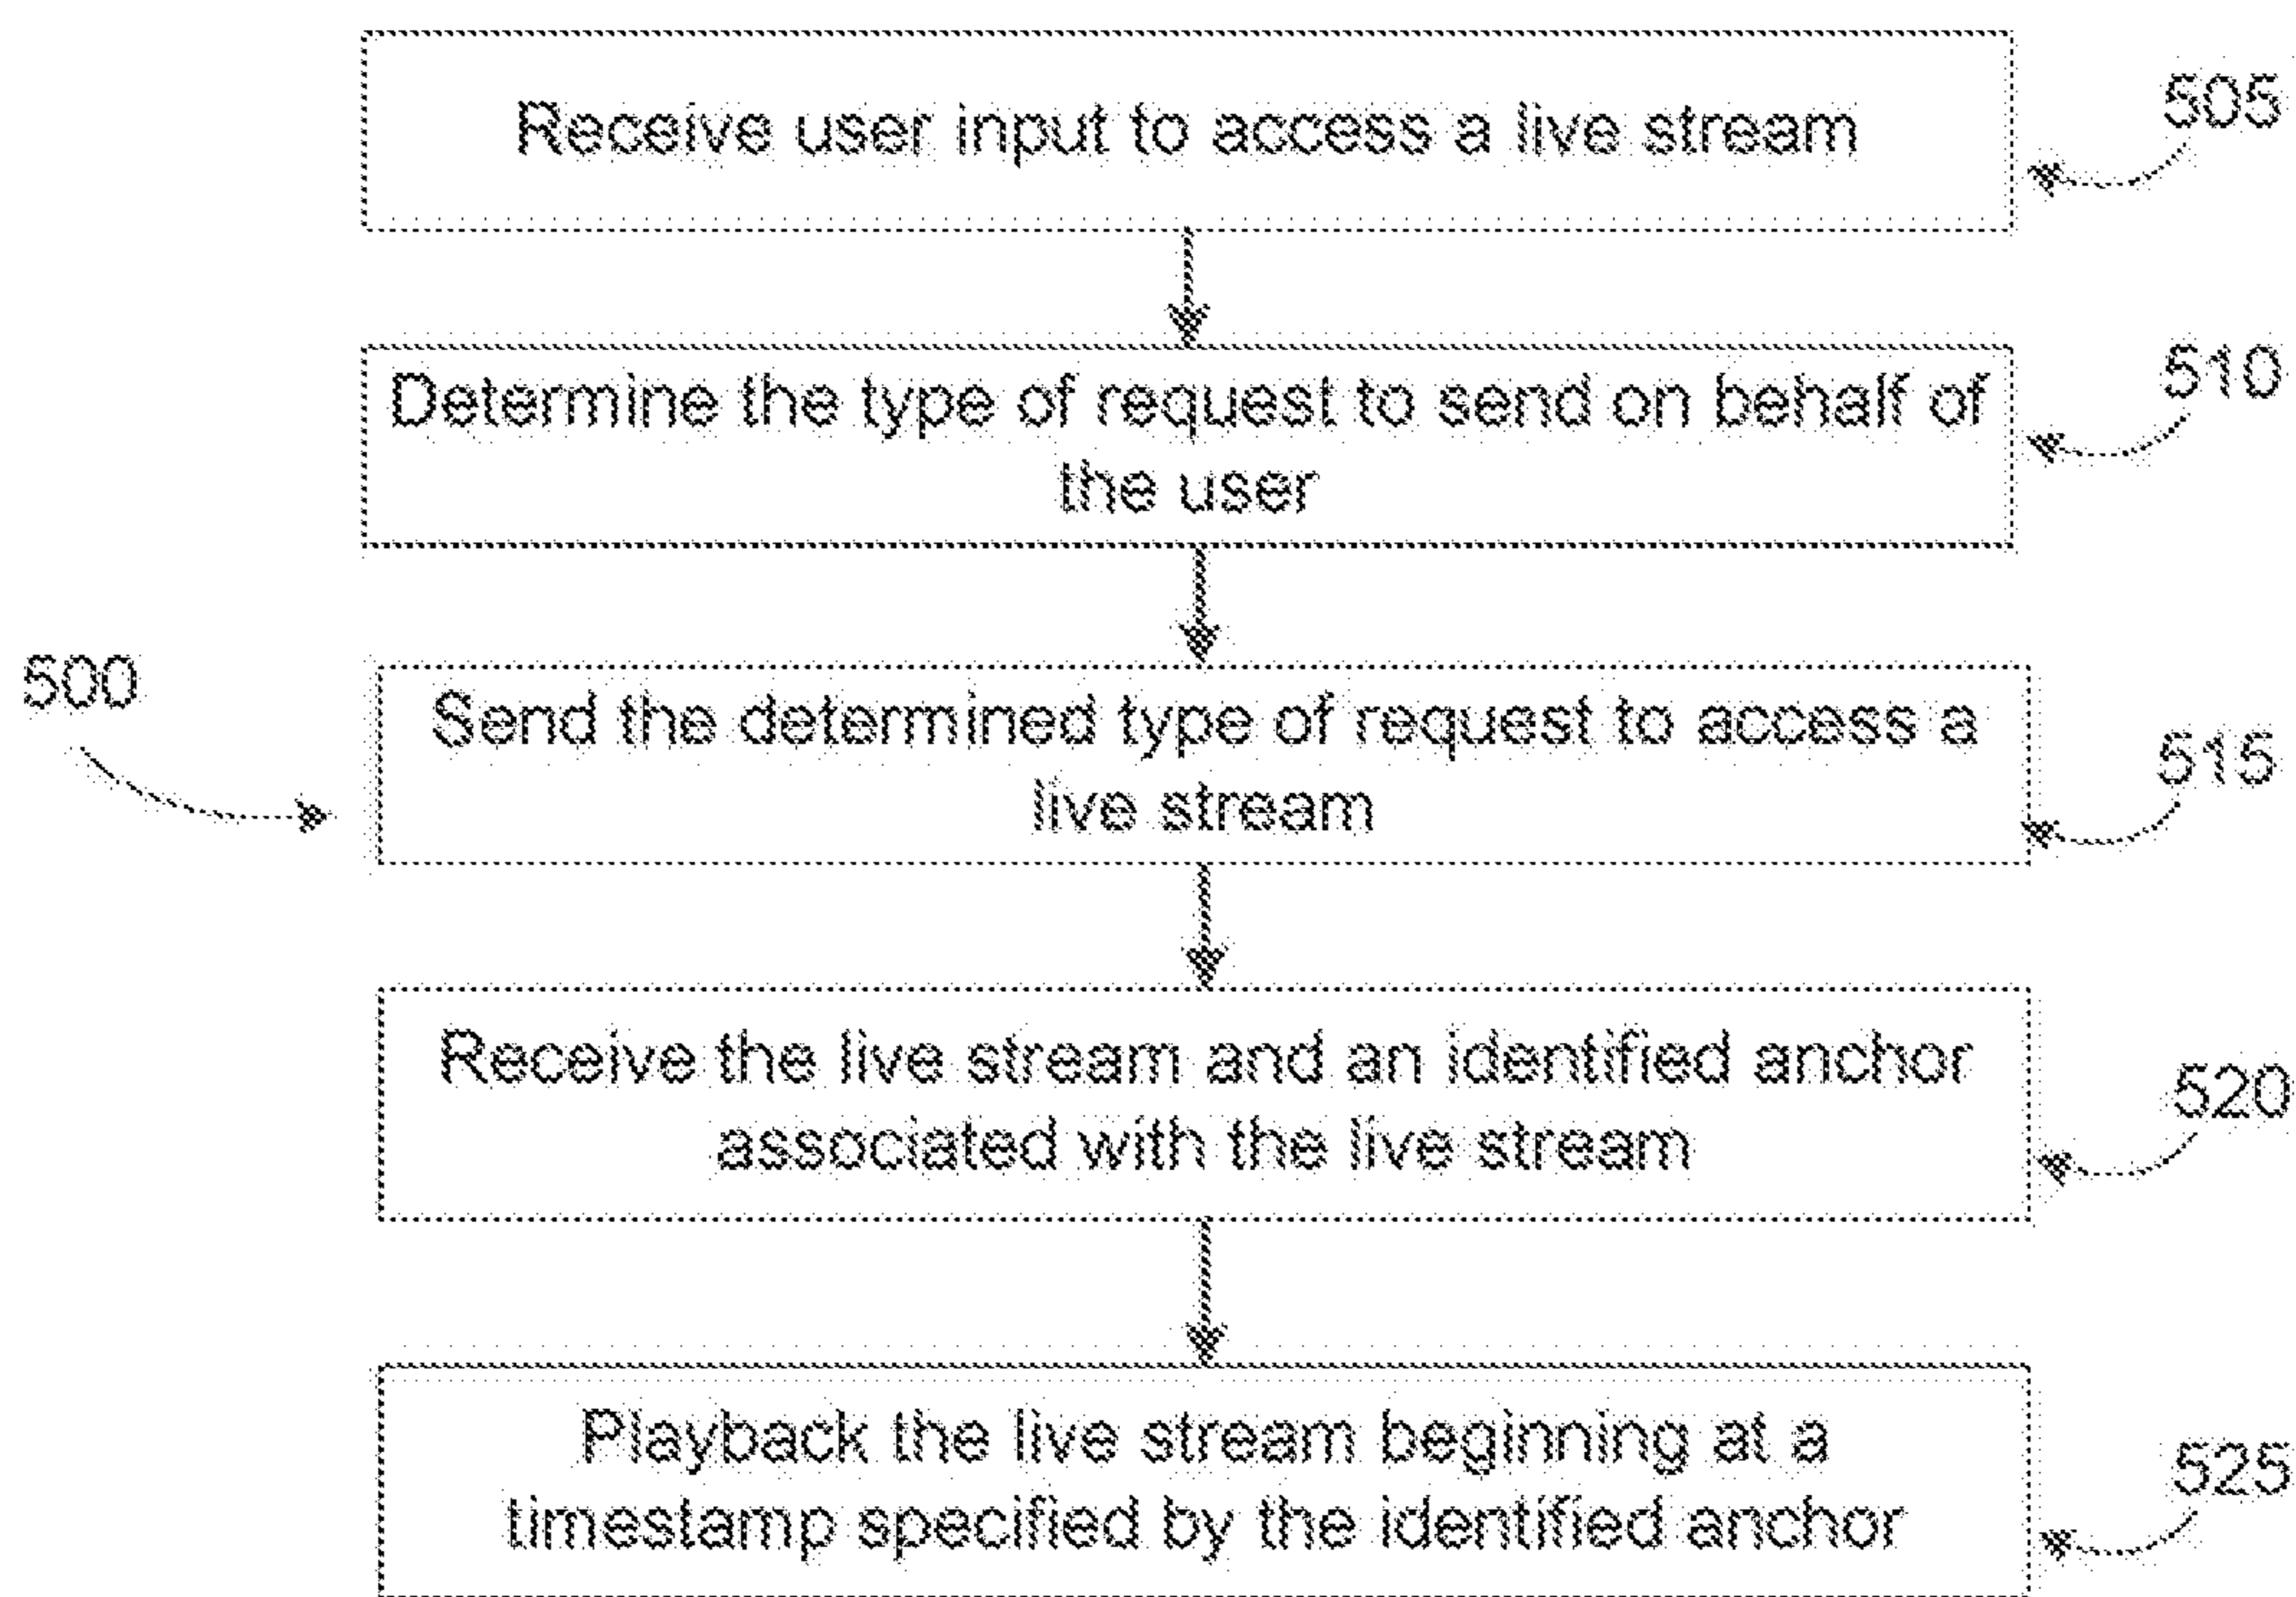 Receive user input to access a live stream
505
Determine the type of request to send on behalf of
the user
510
500
Send the determined type of request to access a
live stream
515
Receive the live stream and an identified anchor
associated with the live stream
520
Playback the live stream beginning at a
timestamp specified by the identified anchor
525